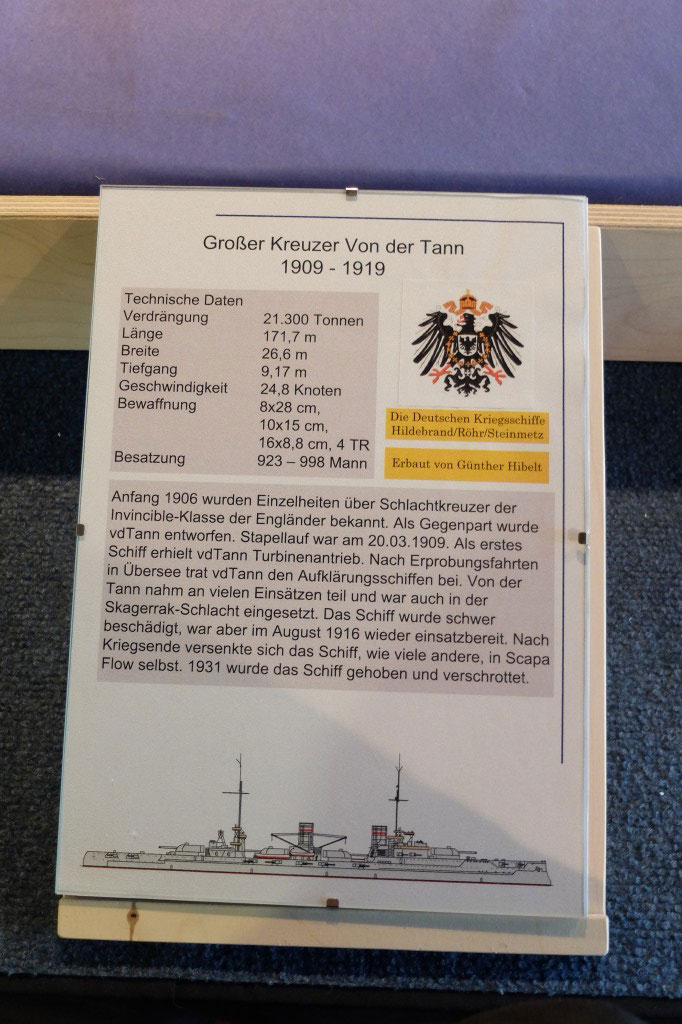 Großer Kreuzer Von der Tann
1909 - 1919
Technische Daten
Verdrängung 21.300 Tonnen
Länge 171,7 m
Breite 26,6 m
Tiefgang 9,17 m
Geschwindigkeit 24,8 Knoten
Bewaffnung 8x28 cm,
10x15 cm,
16x8,8 cm, 4 TR
Besatzung 923 – 998 Mann
Die Deutschen Kriegsschiffe
Hildebrand/Röhr/Steinmetz
Erbaut von Günther Hibelt
Anfang 1906 wurden Einzelheiten über Schlachtkreuzer der
Invincible-Klasse der Engländer bekannt. Als Gegenpart wurde
vdTann entworfen. Stapellauf war am 20.03.1909. Als erstes
Schiff erhielt vdTann Turbinenantrieb. Nach Erprobungsfahrten
in Übersee trat vdTann den Aufklärungsschiffen bei. Von der
Tann nahm an vielen Einsätzen teil und war auch in der
Skagerrak-Schlacht eingesetzt. Das Schiff wurde schwer
beschädigt, war aber im August 1916 wieder einsatzbereit. Nach
Kriegsende versenkte sich das Schiff, wie viele andere, in Scapa
Flow selbst. 1931 wurde das Schiff gehoben und verschrottet.